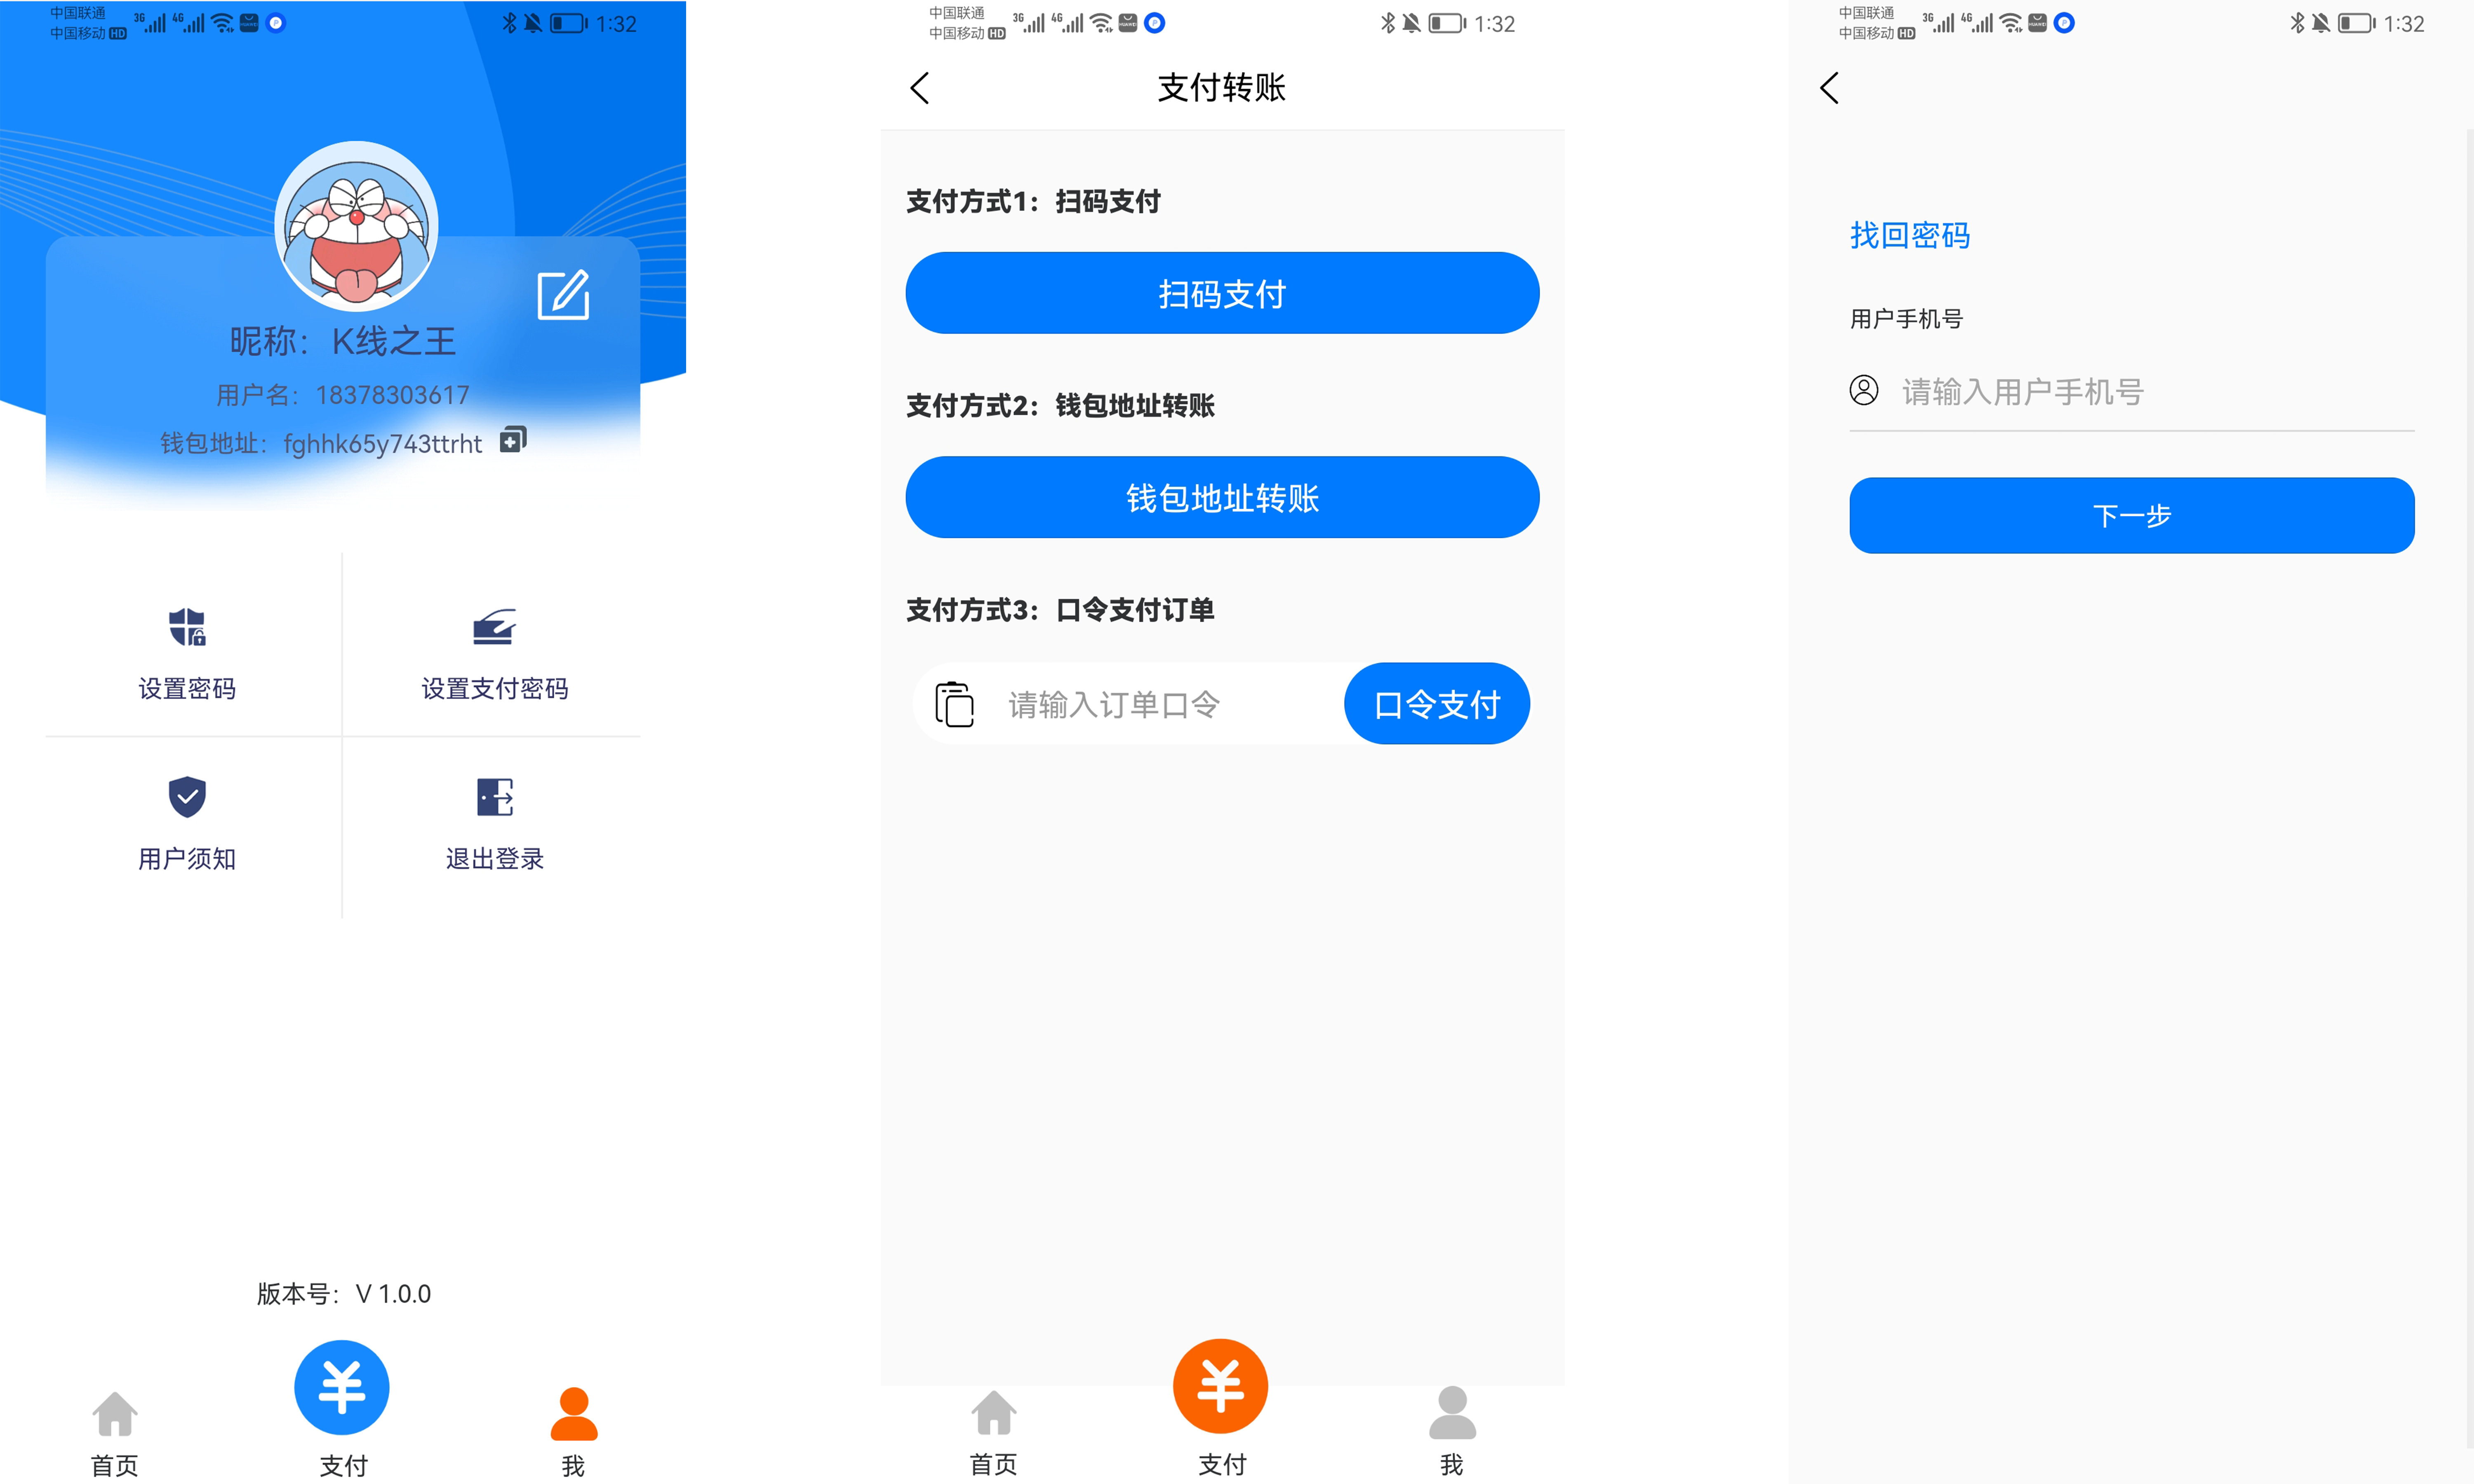 中国联通
中国移动 HD 3G 4G HUAWEI P 1:32
昵称：K线之王
用户名：18378303617
钱包地址：fghhk65y743ttrht
设置密码
设置支付密码
用户须知
退出登录
版本号：V 1.0.0
首页
支付
我
中国联通
中国移动 HD 3G 4G HUAWEI P 1:32
支付转账
支付方式1：扫码支付
扫码支付
支付方式2：钱包地址转账
钱包地址转账
支付方式3：口令支付订单
请输入订单口令
口令支付
首页
支付
我
中国联通
中国移动 HD 3G 4G HUAWEI P 1:32
找回密码
用户手机号
请输入用户手机号
下一步